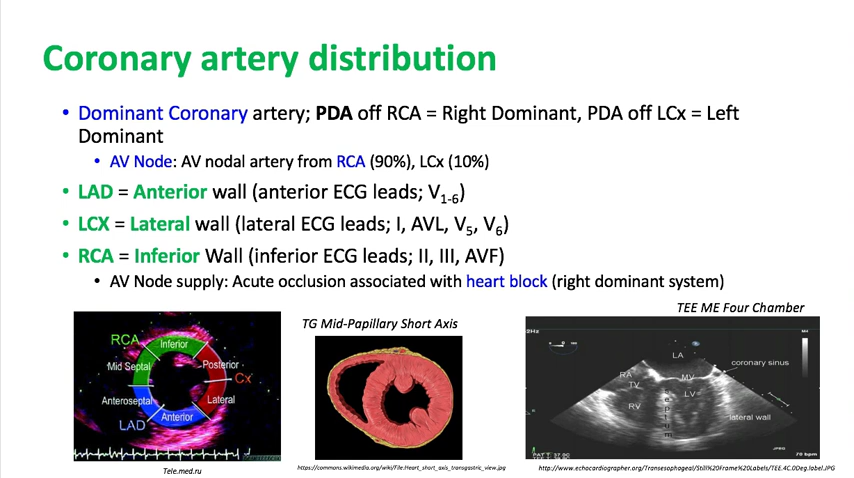 Coronary artery distribution
• Dominant Coronary artery; PDA off RCA = Right Dominant, PDA off LCx = Left
Dominant
• AV Node: AV nodal artery from RCA (90%), LCx (10%)
• LAD = Anterior wall (anterior ECG leads; V1-6)
• LCX = Lateral wall (lateral ECG leads; I, AVL, V5, V6)
• RCA = Inferior Wall (inferior ECG leads; II, III, AVF)
• AV Node supply: Acute occlusion associated with heart block (right dominant system)
RCA
Inferior
Mid Septal
Posterior
Cx
Anteroseptal
Lateral
Anterior
LAD
Tele.med.ru
TG Mid-Papillary Short Axis
https://commons.wikimedia.org/wiki/File:Heart_short_axis_transgastric_view.jpg
TEE ME Four Chamber
2Hz
LA
coronary sinus
RA
TV
MV
RV
septum
LV
lateral wall
JPEG
78 bpm
http://www.echocardiographer.org/Transesophogeal/Still%20Frame%20Labels/TEE.4C.0Deg.label.JPG